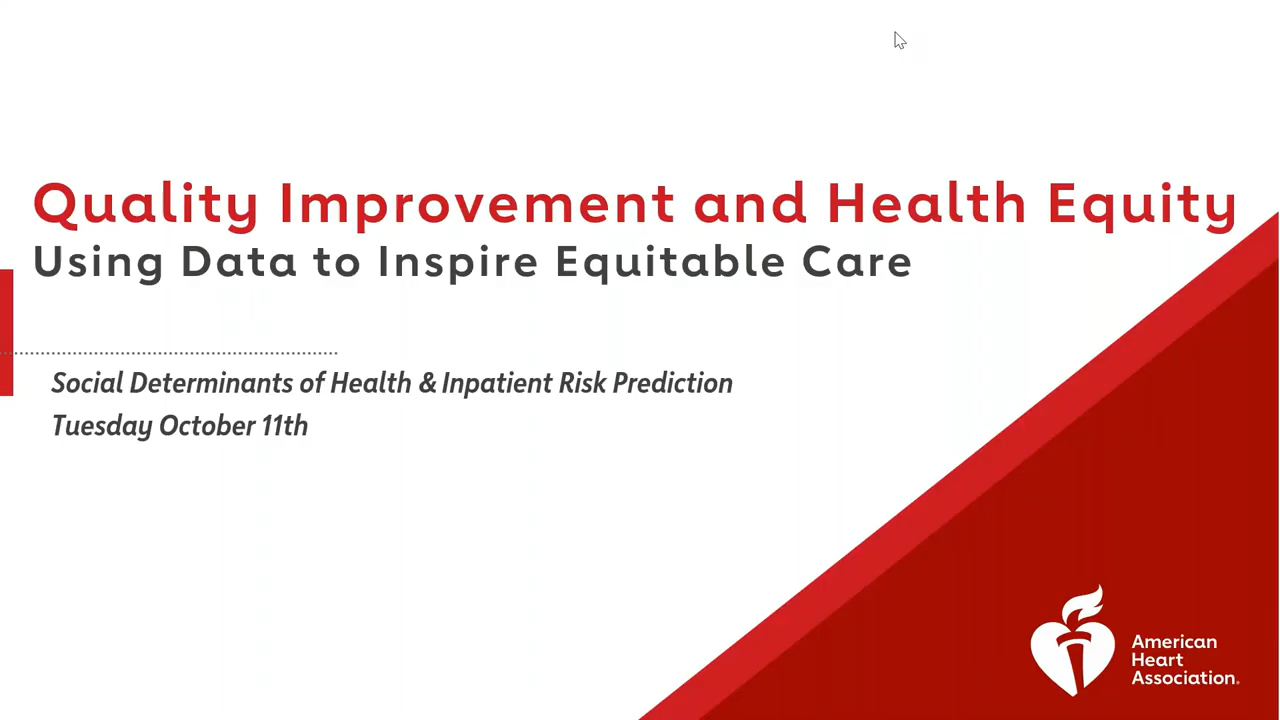 Quality Improvement and Health Equity
Using Data to Inspire Equitable Care
Social Determinants of Health & Inpatient Risk Prediction
Tuesday October 11th
American
Heart
Association.